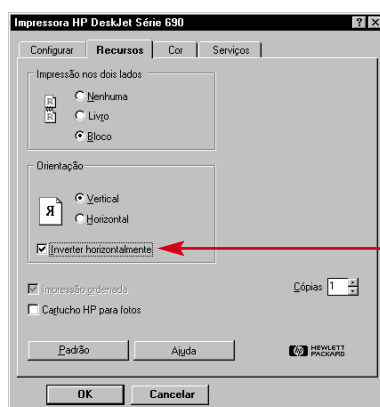 Impressora HP DeskJet Série 690
Configurar Recursos Cor Serviços
Impressão nos dois lados
Nenhuma
Livro
Bloco
Orientação
Vertical
Horizontal
Inverter horizontalmente
Impressão ordenada
Cópias 1
Cartucho HP para fotos
Padrão Ajuda
HEWLETT
PACKARD
OK Cancelar